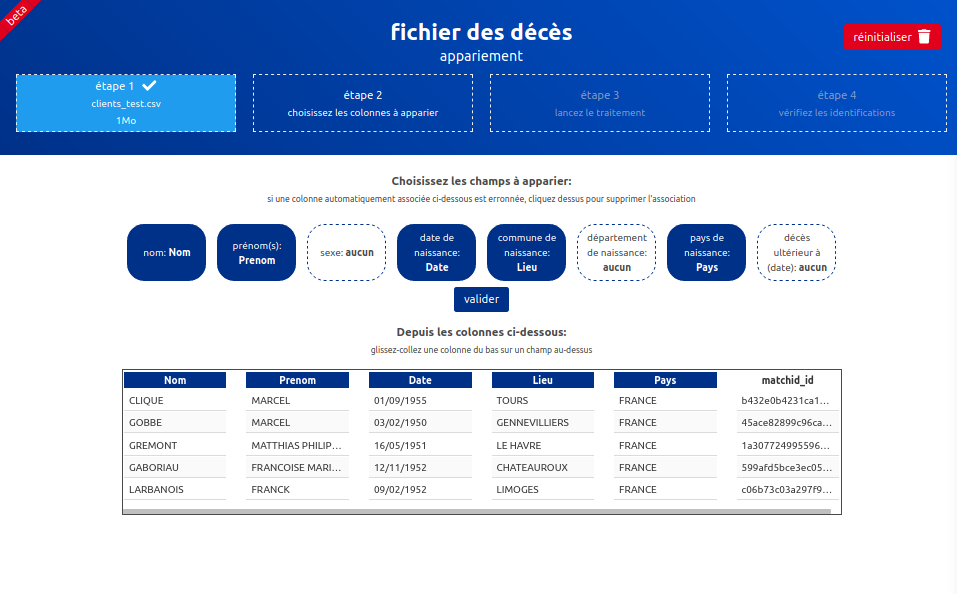 beta
fichier des décès
appariement
réinitialiser
étape 1
clients_test.csv
1Mo
étape 2
choisissez les colonnes à apparier
étape 3
lancez le traitement
étape 4
vérifiez les identifications
Choisissez les champs à apparier:
si une colonne automatiquement associée ci-dessous est erronnée, cliquez dessus pour supprimer l'association
nom: Nom
prénom(s):
Prenom
sexe: aucun
date de
naissance:
Date
commune de
naissance:
Lieu
département
de naissance:
aucun
pays de
naissance:
Pays
décès
ultérieur à
(date): aucun
valider
Depuis les colonnes ci-dessous:
glissez-collez une colonne du bas sur un champ au-dessus
Nom Prenom Date Lieu Pays matchid_id
CLIQUE MARCEL 01/09/1955 TOURS FRANCE b432e0b4231ca1...
GOBBE MARCEL 03/02/1950 GENNEVILLIERS FRANCE 45ace82899c96ca...
GREMONT MATTHIAS PHILIP... 16/05/1951 LE HAVRE FRANCE 1a307724995596...
GABORIAU FRANCOISE MARI... 12/11/1952 CHATEAUROUX FRANCE 599afd5bce3ec05...
LARBANOIS FRANCK 09/02/1952 LIMOGES FRANCE c06b73c03a297f9...